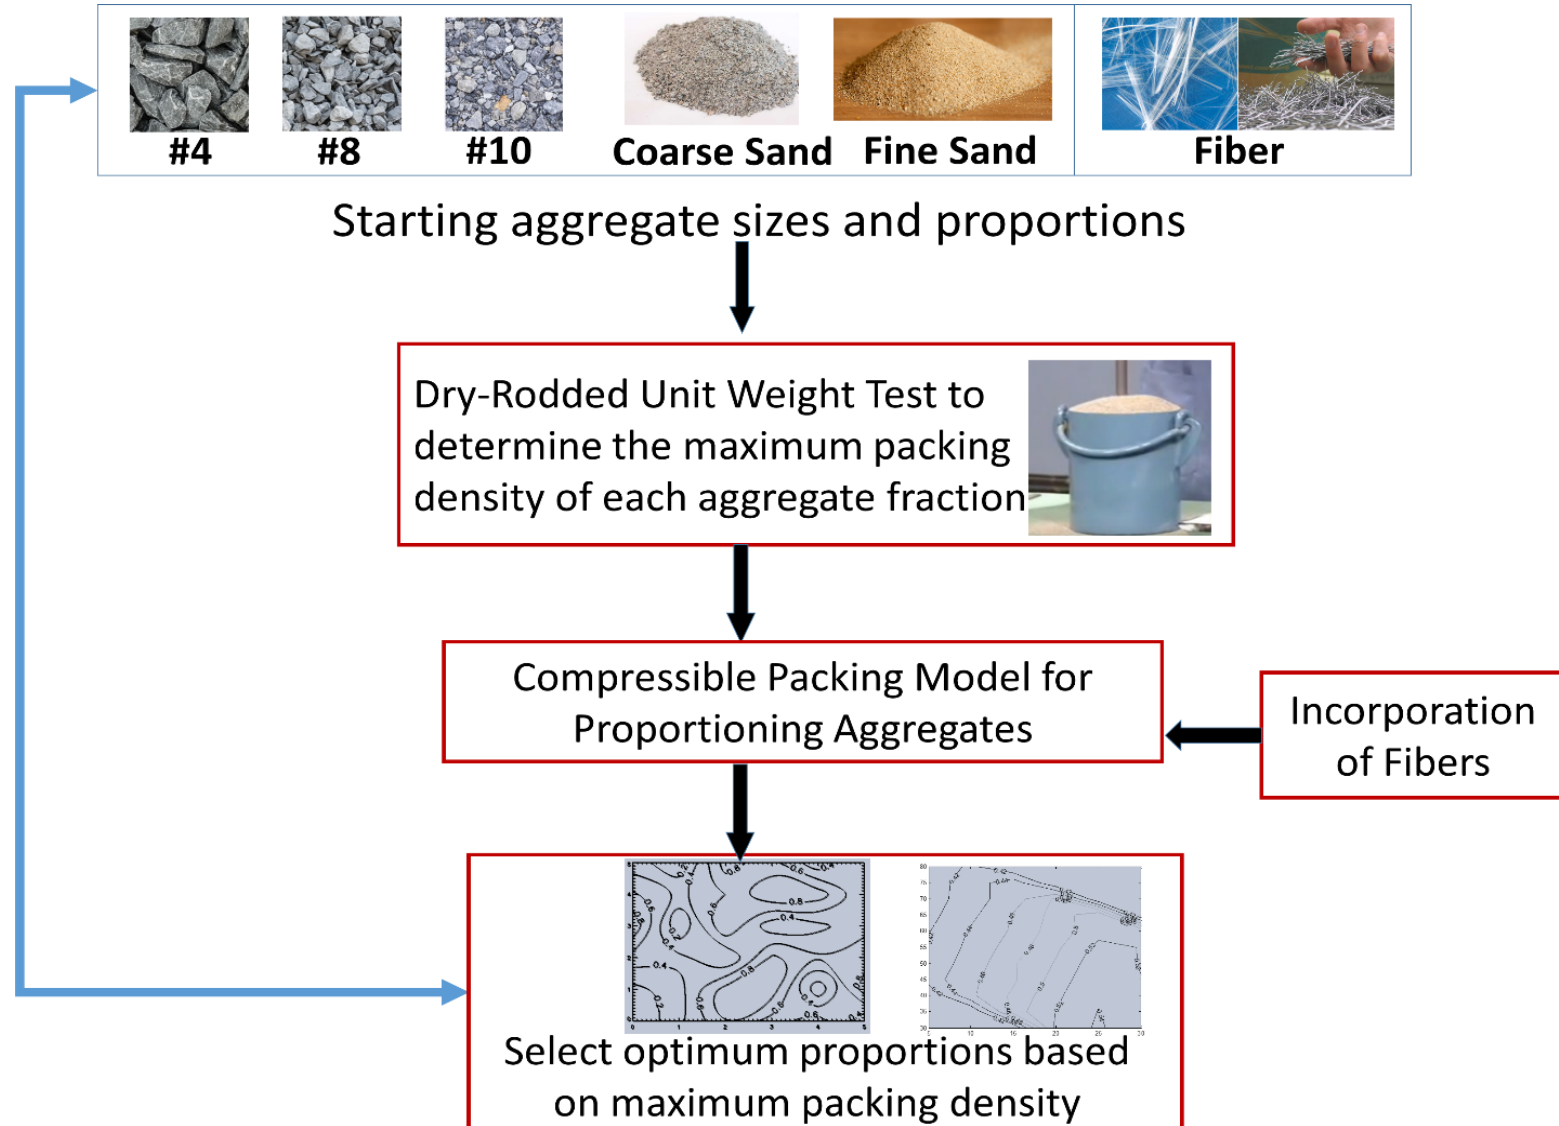 #4
#8
#10
Coarse Sand
Fine Sand
Fiber
Starting aggregate sizes and proportions
Dry-Rodded Unit Weight Test to
determine the maximum packing
density of each aggregate fraction
Compressible Packing Model for
Proportioning Aggregates
Incorporation
of Fibers
Select optimum proportions based
on maximum packing density